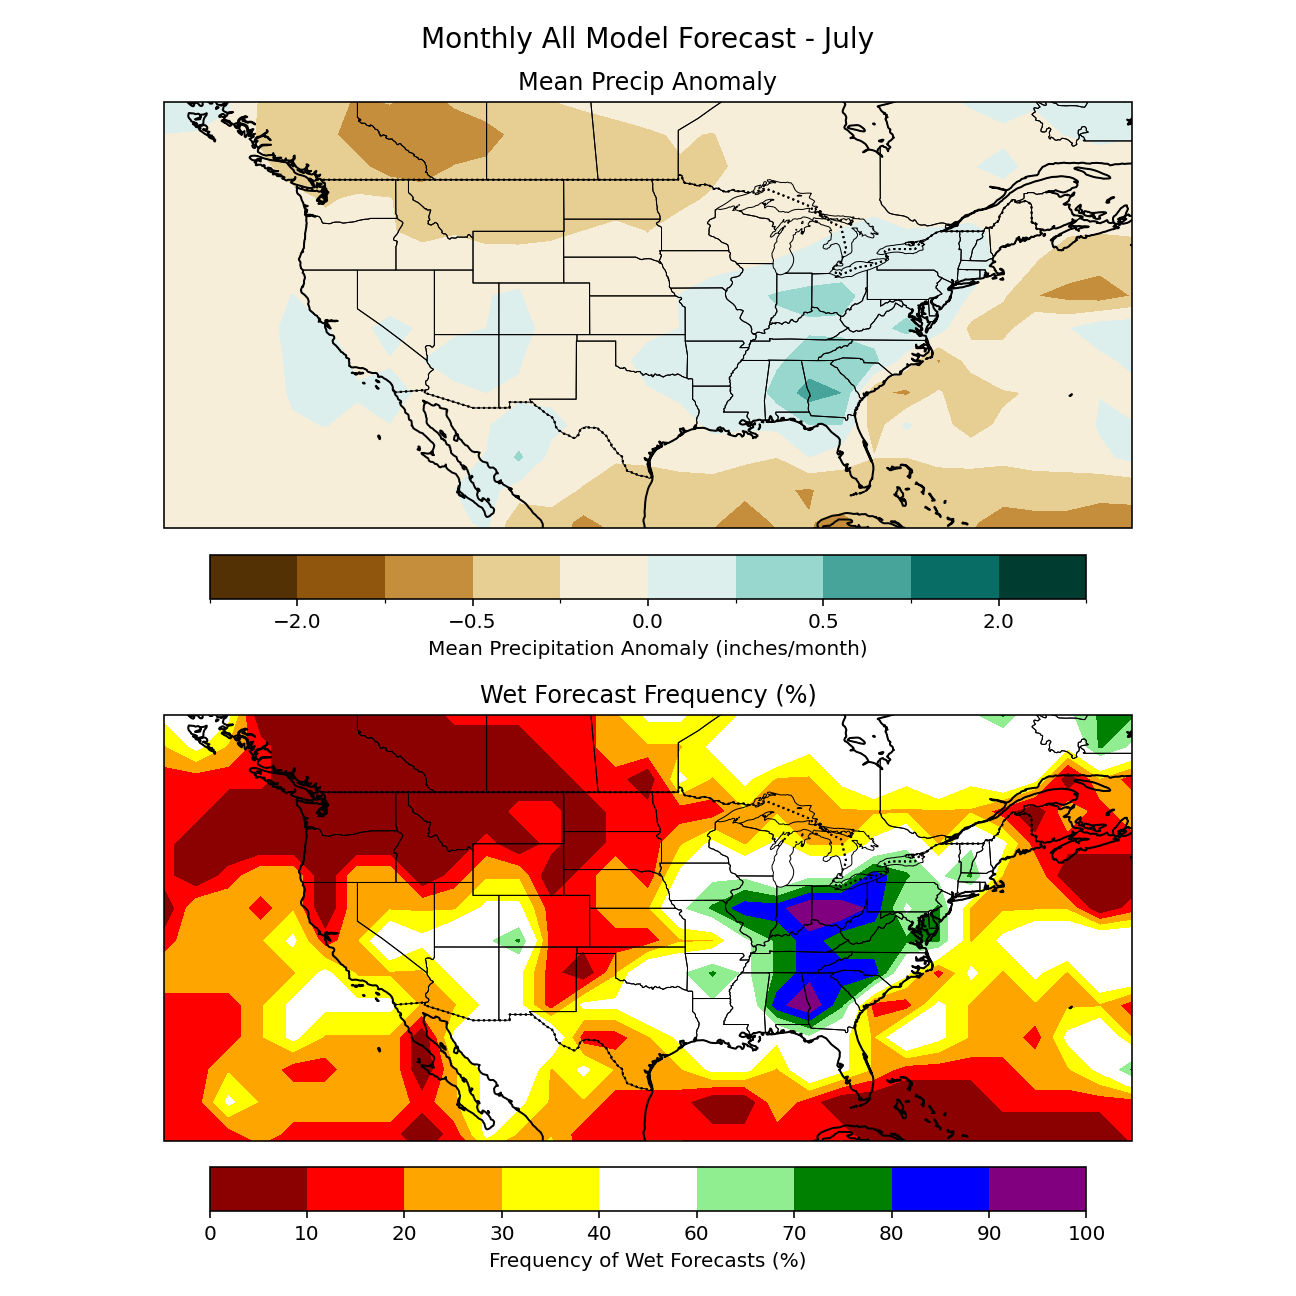 Monthly All Model Forecast - July
Mean Precip Anomaly
−2.0 −0.5 0.0 0.5 2.0
Mean Precipitation Anomaly (inches/month)
Wet Forecast Frequency (%)
0 10 20 30 40 60 70 80 90 100
Frequency of Wet Forecasts (%)